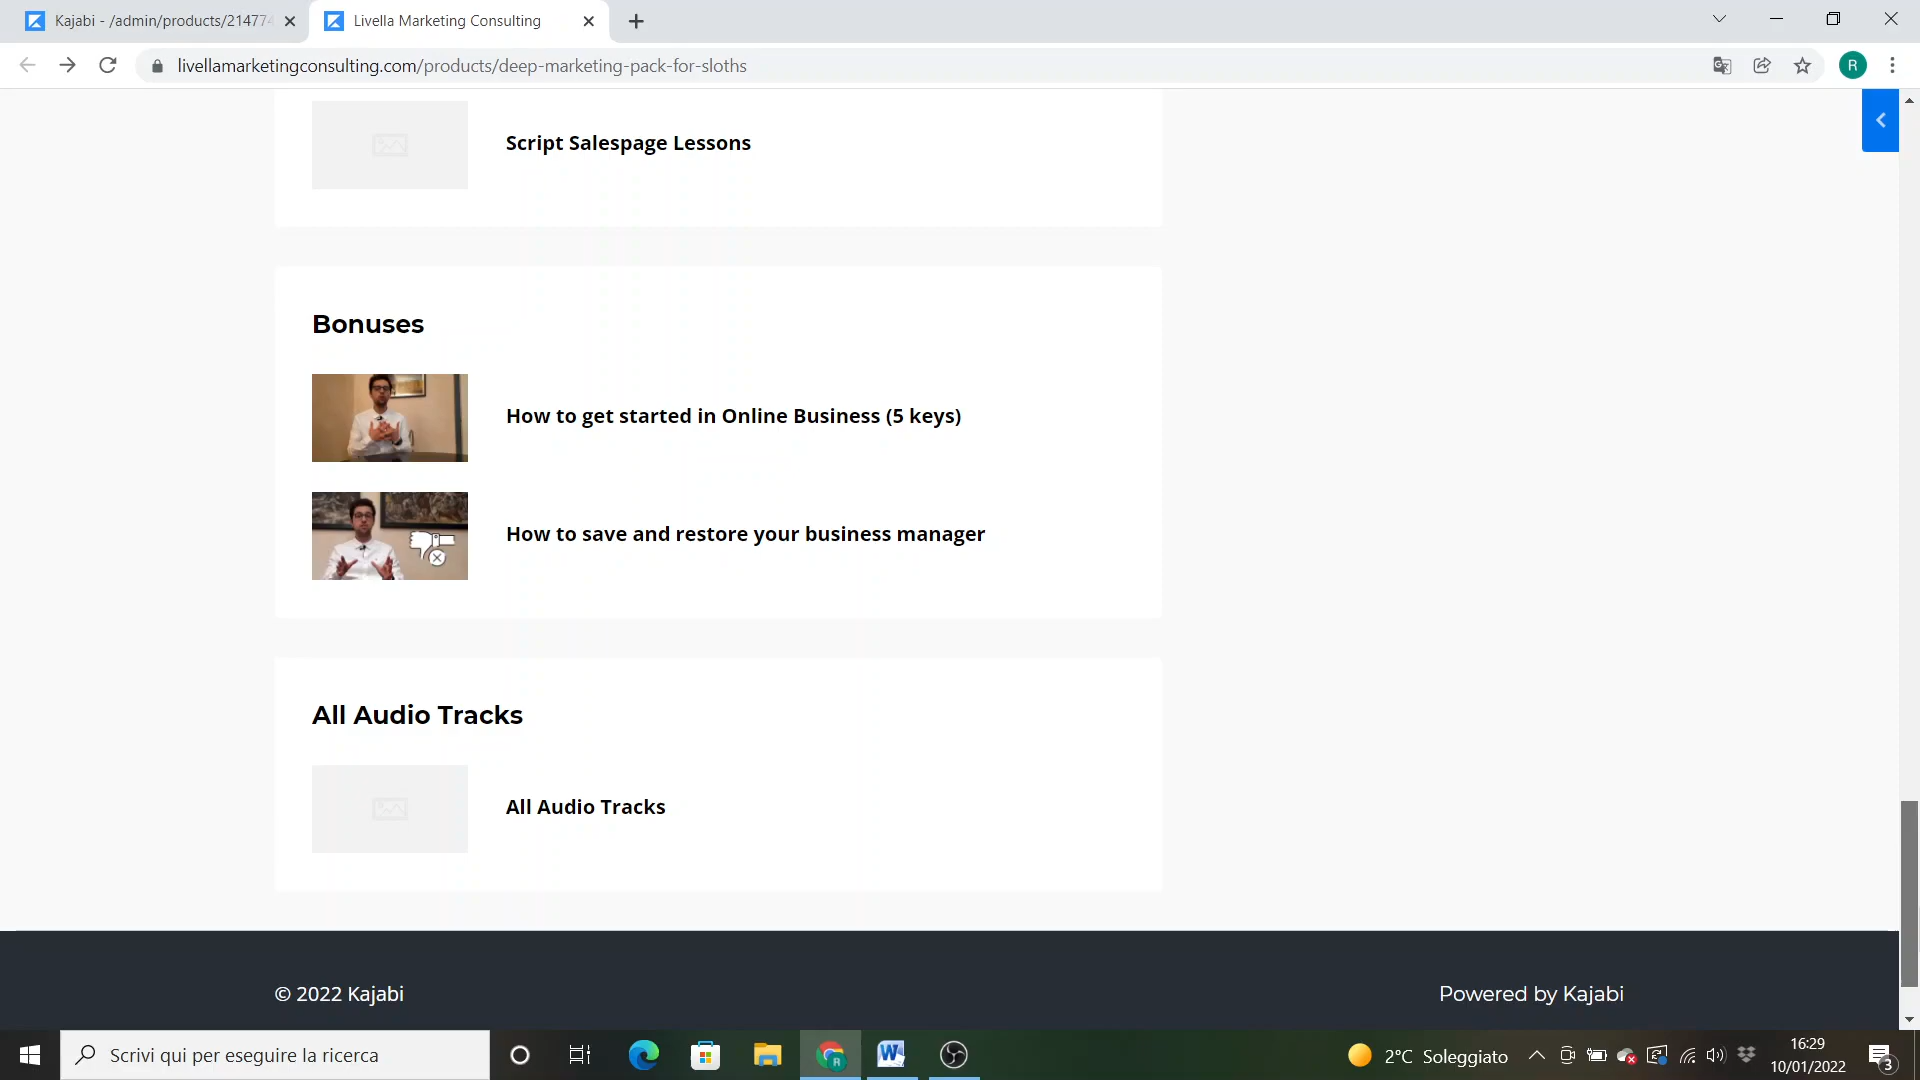 Kajabi - /admin/products/21477
Livella Marketing Consulting
livellamarketingconsulting.com/products/deep-marketing-pack-for-sloths
R
Script Salespage Lessons
Bonuses
How to get started in Online Business (5 keys)
How to save and restore your business manager
All Audio Tracks
All Audio Tracks
© 2022 Kajabi
Powered by Kajabi
Scrivi qui per eseguire la ricerca
2°C Soleggiato
16:29
10/01/2022
3